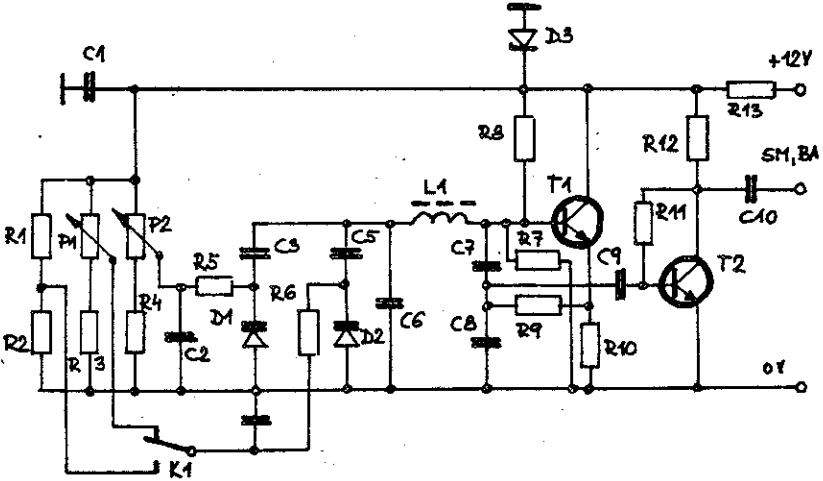 D3
C1
+12V
R13
R8
R12
5M,BA
L1
T1
C10
R1
P1
P2
R11
C3
C5
C7
R7
C9
T2
R5
R6
R4
D1
C6
R9
R2
R 3
C2
D2
C8
R10
0V
K1